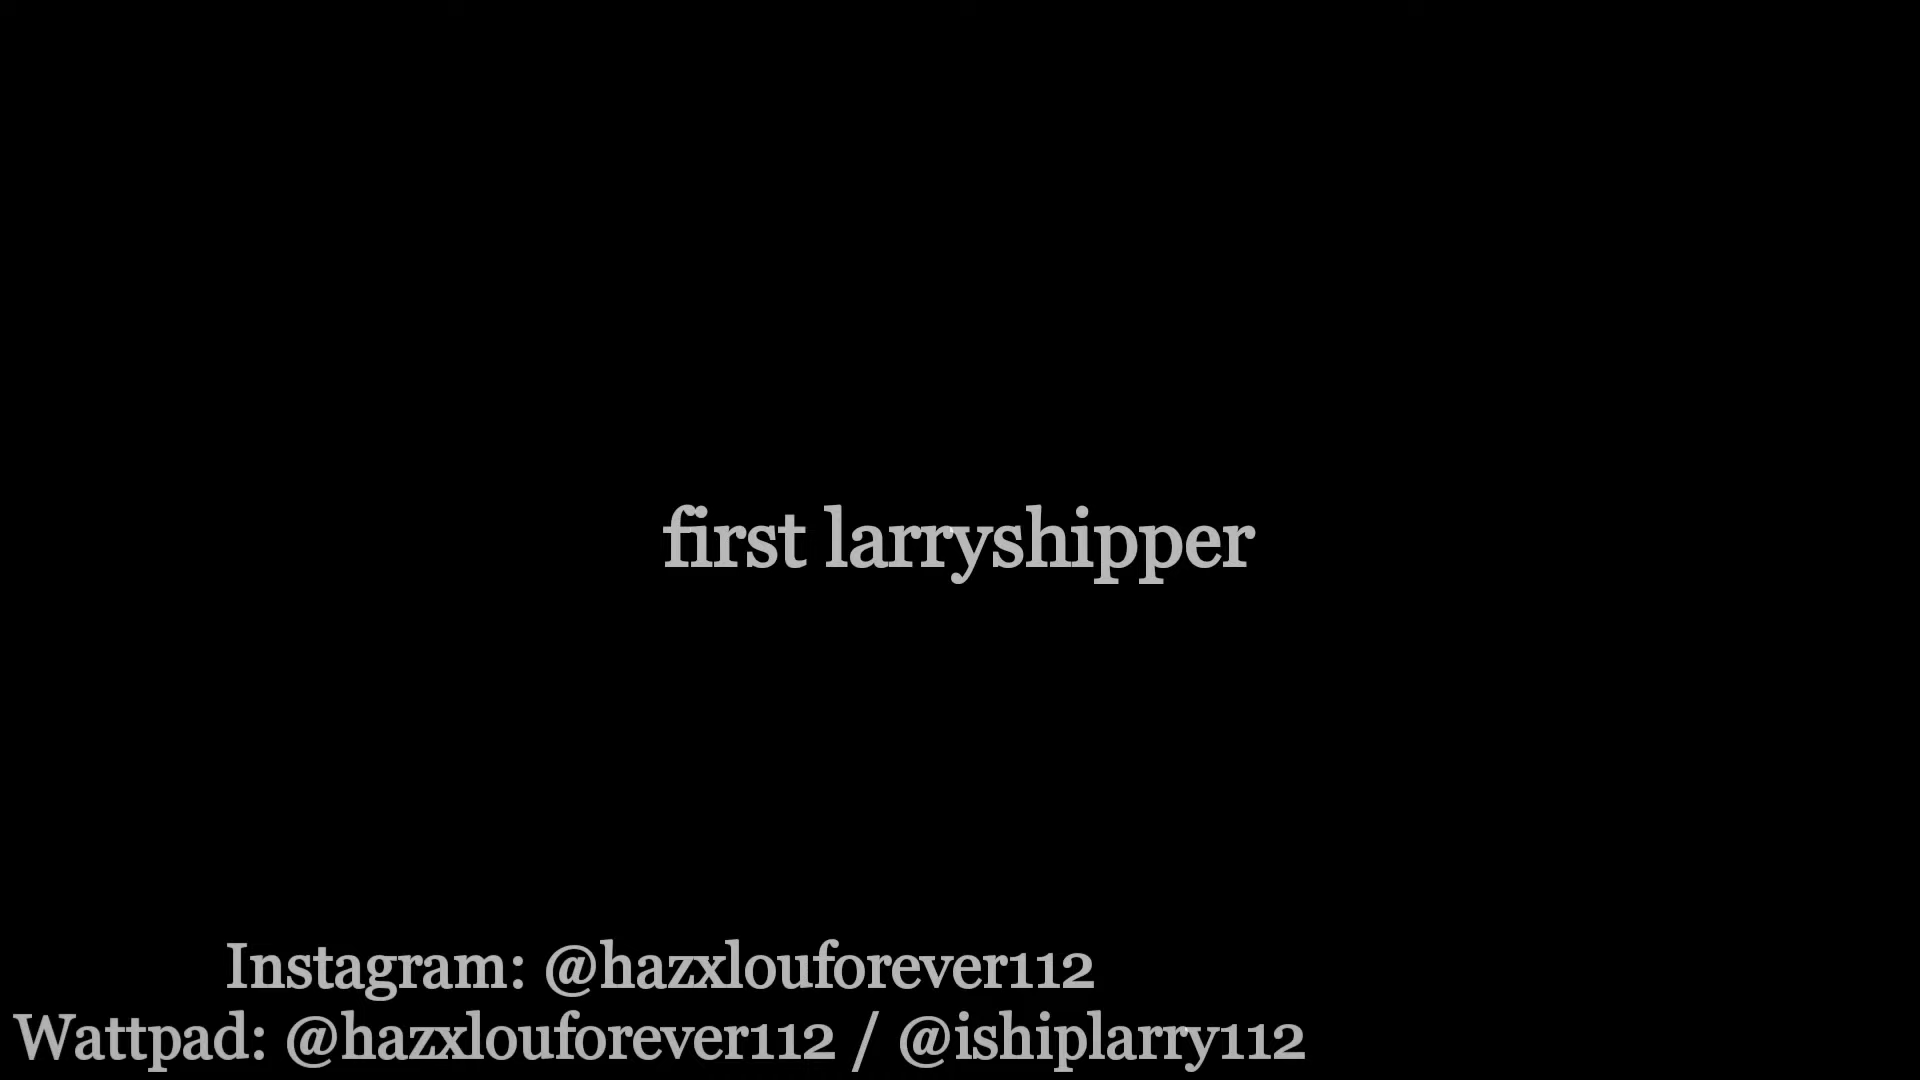 first larryshipper
Instagram: @hazxlouforever112
Wattpad: @hazxlouforever112 / @ishiplarry112